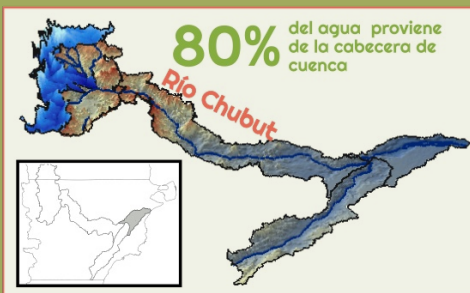 80%
del agua proviene
de la cabecera de
cuenca
Río Chubut